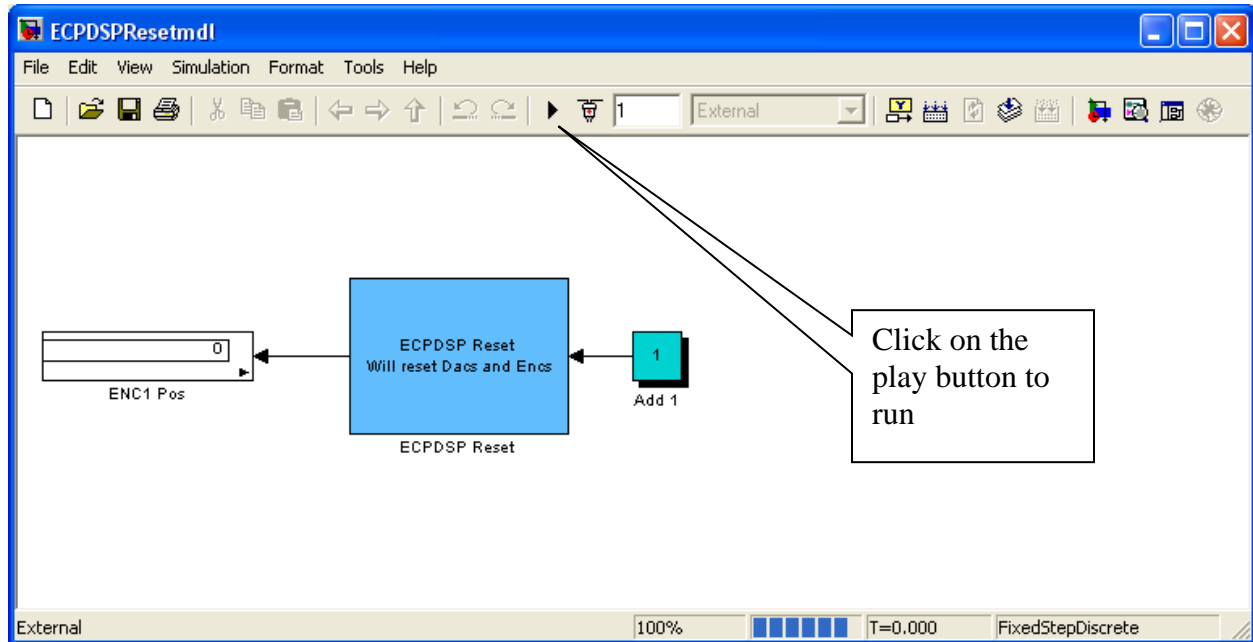 ECPDSPResetmdl
File Edit View Simulation Format Tools Help
1 External
0
ENC1 Pos
ECPDSP Reset
Will reset Dacs and Encs
ECPDSP Reset
1
Add 1
Click on the
play button to
run
External 100% T=0.000 FixedStepDiscrete